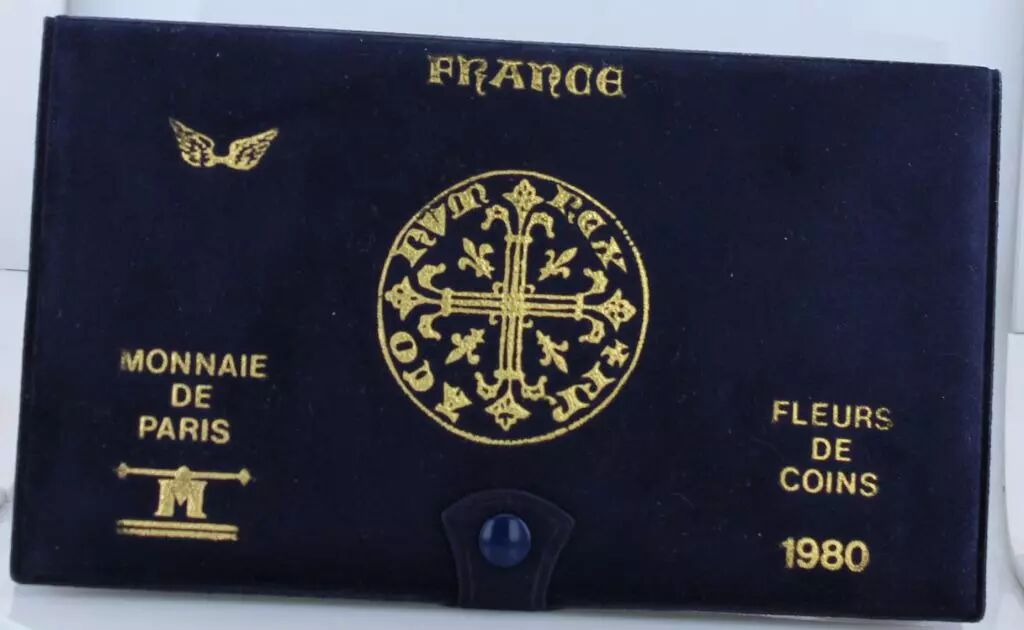 FRANCE
MONNAIE
DE
PARIS
M
FLEURS
DE
COINS
1980